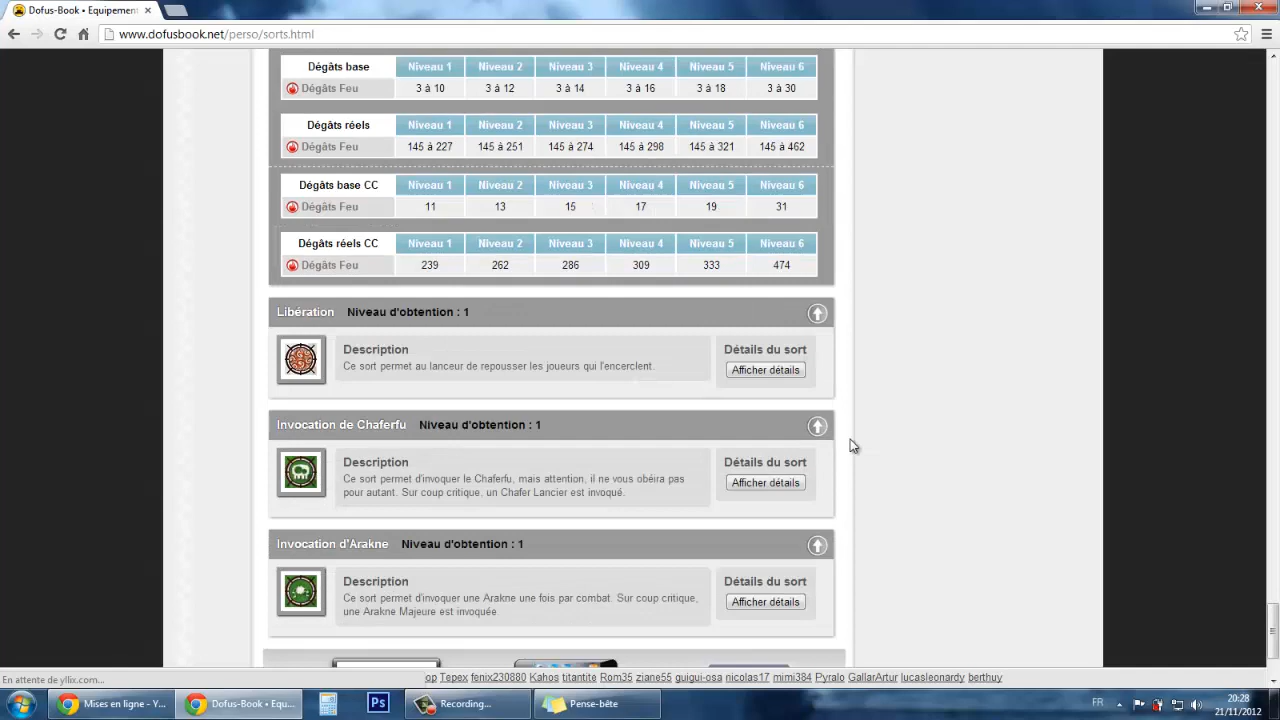 Dofus-Book • Equipement
www.dofusbook.net/perso/sorts.html
Dégâts base Niveau 1 Niveau 2 Niveau 3 Niveau 4 Niveau 5 Niveau 6
Dégâts Feu 3 à 10 3 à 12 3 à 14 3 à 16 3 à 18 3 à 30
Dégâts réels Niveau 1 Niveau 2 Niveau 3 Niveau 4 Niveau 5 Niveau 6
Dégâts Feu 145 à 227 145 à 251 145 à 274 145 à 298 145 à 321 145 à 462
Dégâts base CC Niveau 1 Niveau 2 Niveau 3 Niveau 4 Niveau 5 Niveau 6
Dégâts Feu 11 13 15 17 19 31
Dégâts réels CC Niveau 1 Niveau 2 Niveau 3 Niveau 4 Niveau 5 Niveau 6
Dégâts Feu 239 262 286 309 333 474
Libération Niveau d'obtention : 1
Description Détails du sort
Ce sort permet au lanceur de repousser les joueurs qui l'encerclent. Afficher détails
Invocation de Chaferfu Niveau d'obtention : 1
Description Détails du sort
Ce sort permet d'invoquer le Chaferfu, mais attention, il ne vous obéira pas Afficher détails
pour autant. Sur coup critique, un Chafer Lancier est invoqué.
Invocation d'Arakne Niveau d'obtention : 1
Description Détails du sort
Ce sort permet d'invoquer une Arakne une fois par combat. Sur coup critique, Afficher détails
une Arakne Majeure est invoquée.
En attente de yllix.com... Tepex fenix230880 Kahos titantite Rom35 ziane55 guigui-rsa nicolas17 mimi384 Pyralo GallarArtur lucasleonardy berthuy
Mises en ligne - Y... Dofus-Book • Equ... Ps Recording... Pense-bête FR 20:28
21/11/2012